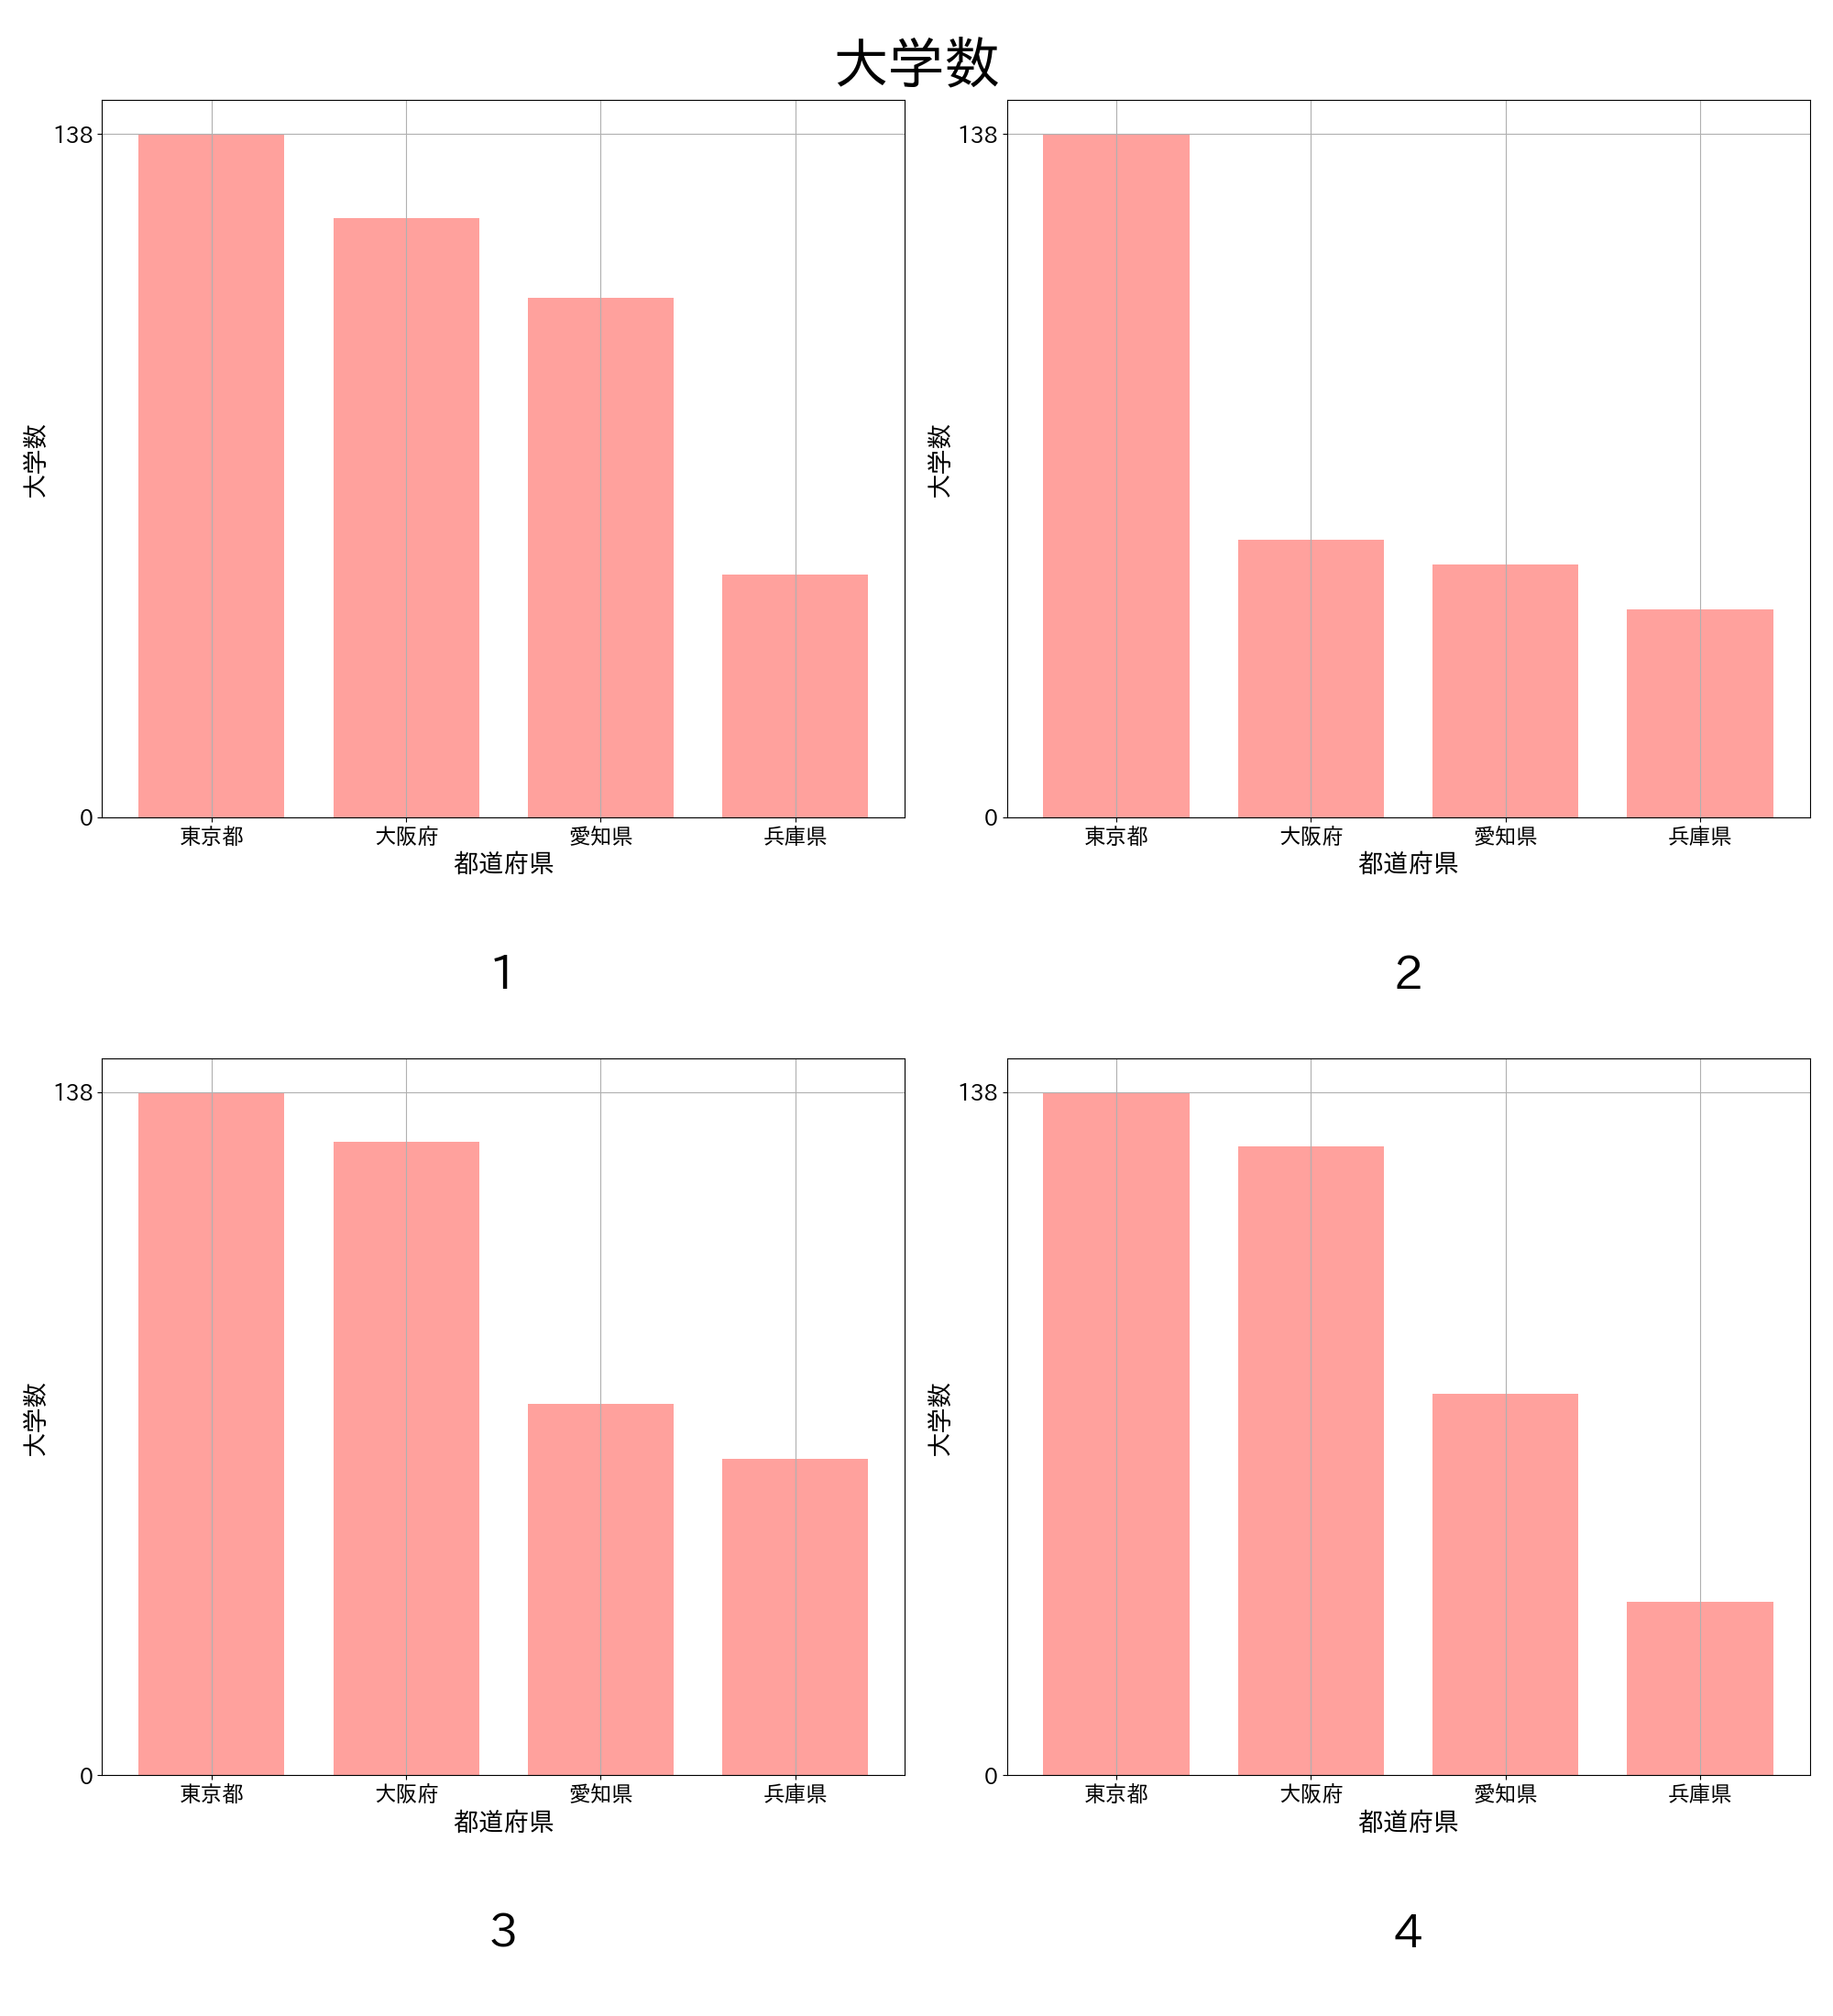 大学数
138
0
大学数
東京都 大阪府 愛知県 兵庫県
都道府県
1
138
0
大学数
東京都 大阪府 愛知県 兵庫県
都道府県
2
138
0
大学数
東京都 大阪府 愛知県 兵庫県
都道府県
3
138
0
大学数
東京都 大阪府 愛知県 兵庫県
都道府県
4